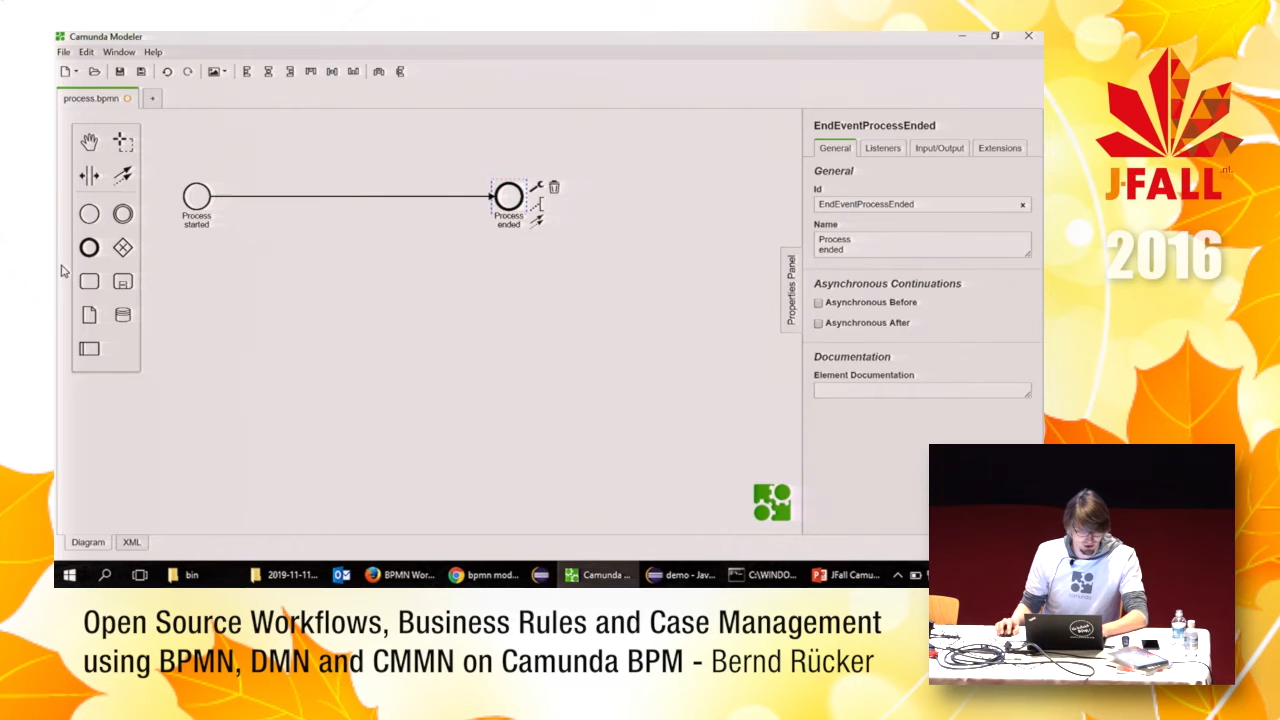 Camunda Modeler
File Edit Window Help
process.bpmn
+
Process
started
Process
ended
Properties Panel
EndEventProcessEnded
General Listeners Input/Output Extensions
General
Id
EndEventProcessEnded
Name
Process
ended
Asynchronous Continuations
Asynchronous Before
Asynchronous After
Documentation
Element Documentation
Diagram XML
bin 2019-11-11... BPMN Wor... bpmn mod... Camunda ... demo - Jav... C:\WINDO... JFall Camu...
J-FALL
.nl.
2016
camunda
Open Source Workflows, Business Rules and Case Management
using BPMN, DMN and CMMN on Camunda BPM - Bernd Rücker